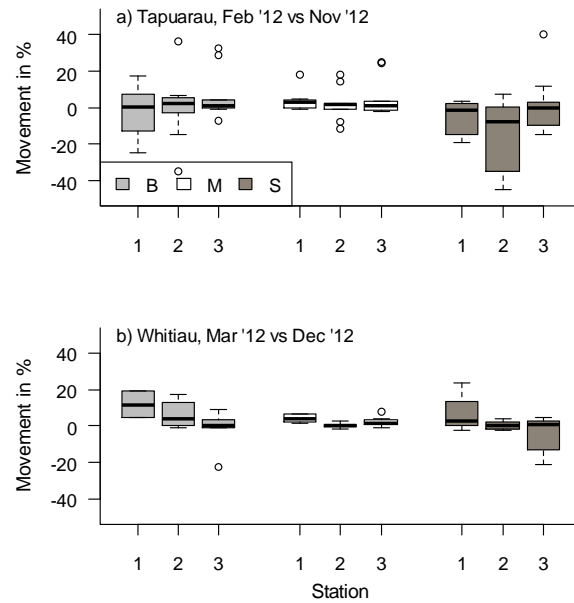 a) Tapuarau, Feb '12 vs Nov '12
Movement in %
40
20
0
-20
-40
B M S
1 2 3 1 2 3 1 2 3
b) Whitiau, Mar '12 vs Dec '12
Movement in %
40
20
0
-20
-40
1 2 3 1 2 3 1 2 3
Station